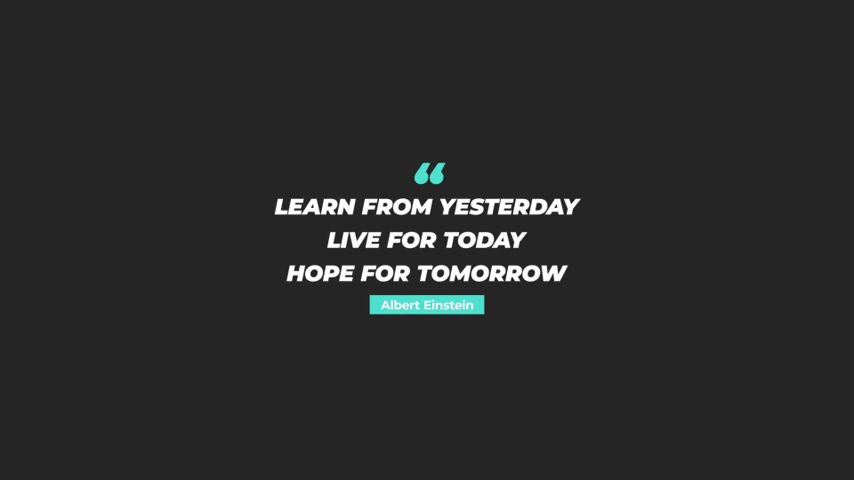 “
LEARN FROM YESTERDAY
LIVE FOR TODAY
HOPE FOR TOMORROW
Albert Einstein